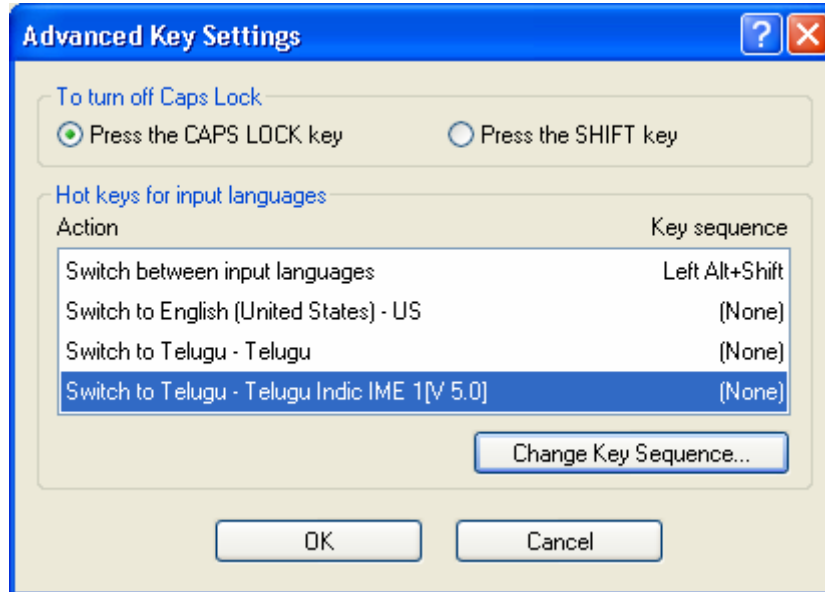 Advanced Key Settings
To turn off Caps Lock
Press the CAPS LOCK key Press the SHIFT key
Hot keys for input languages
Action Key sequence
Switch between input languages Left Alt+Shift
Switch to English (United States) - US (None)
Switch to Telugu - Telugu (None)
Switch to Telugu - Telugu Indic IME 1[V 5.0] (None)
Change Key Sequence...
OK Cancel